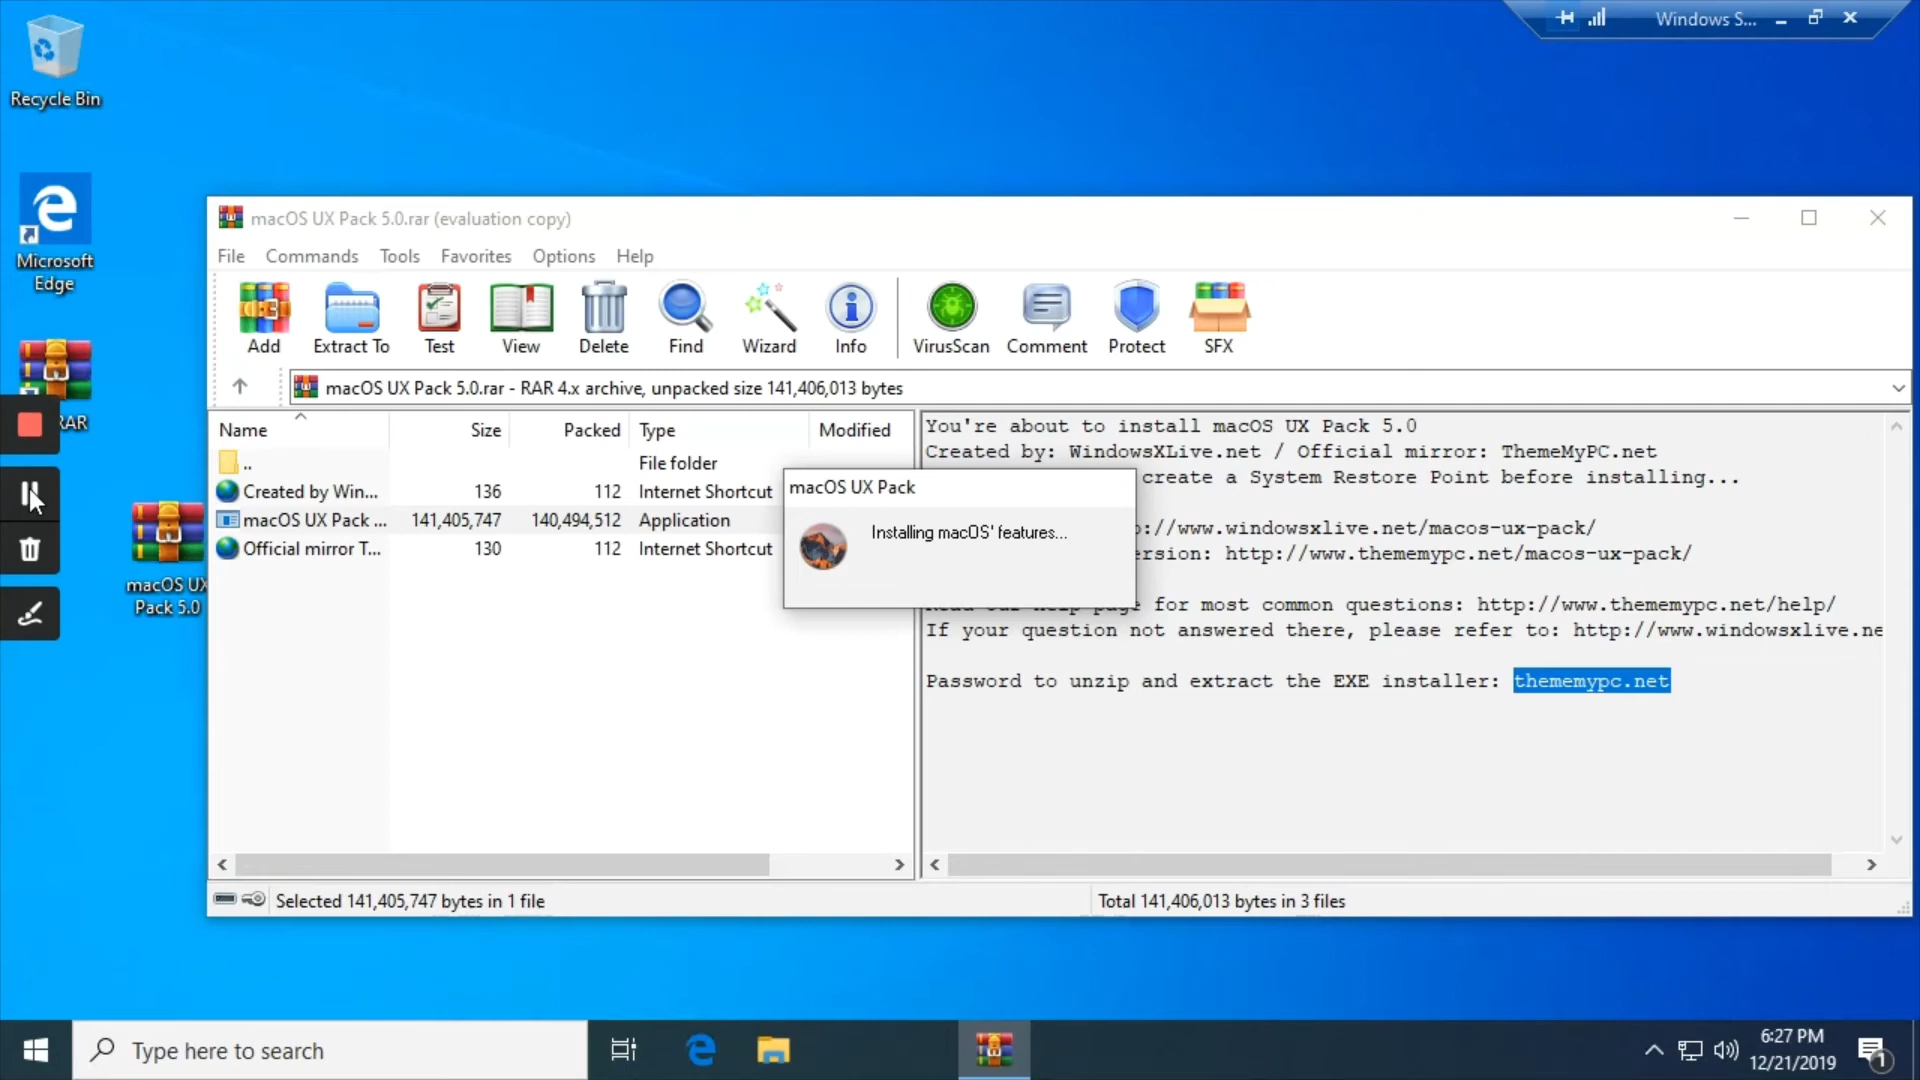 Recycle Bin
Microsoft
Edge
RAR
macOS UX
Pack 5.0
Windows S...
macOS UX Pack 5.0.rar (evaluation copy)
File Commands Tools Favorites Options Help
Add Extract To Test View Delete Find Wizard Info VirusScan Comment Protect SFX
macOS UX Pack 5.0.rar - RAR 4.x archive, unpacked size 141,406,013 bytes
Name Size Packed Type Modified
.. File folder
Created by Win... 136 112 Internet Shortcut
macOS UX Pack ... 141,405,747 140,494,512 Application
Official mirror T... 130 112 Internet Shortcut
You're about to install macOS UX Pack 5.0
Created by: WindowsXLive.net / Official mirror: ThemeMyPC.net
create a System Restore Point before installing...
://www.windowsxlive.net/macos-ux-pack/
ersion: http://www.thememypc.net/macos-ux-pack/
page for most common questions: http://www.thememypc.net/help/
If your question not answered there, please refer to: http://www.windowsxlive.ne
Password to unzip and extract the EXE installer: thememypc.net
macOS UX Pack
Installing macOS' features...
Selected 141,405,747 bytes in 1 file
Total 141,406,013 bytes in 3 files
Type here to search
6:27 PM
12/21/2019
1